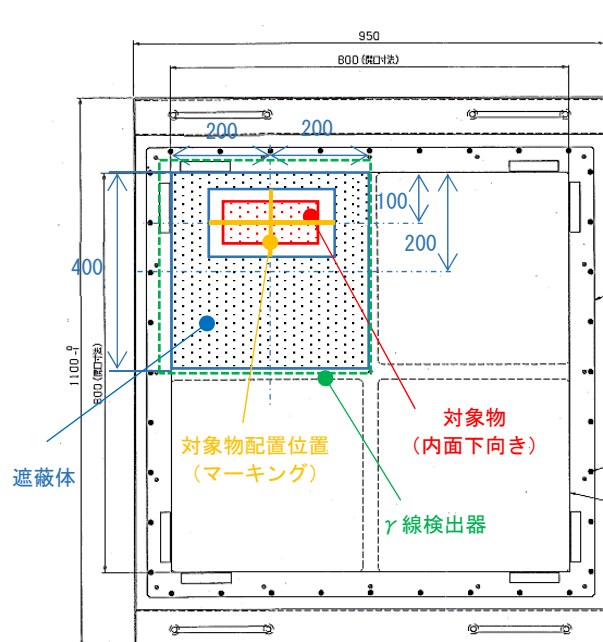 950
800 (開口寸法)
200
200
100
200
400
1100 -⁰₁
800 (開口寸法)
対象物
(内面下向き)
対象物配置位置
(マーキング)
遮蔽体
γ線検出器